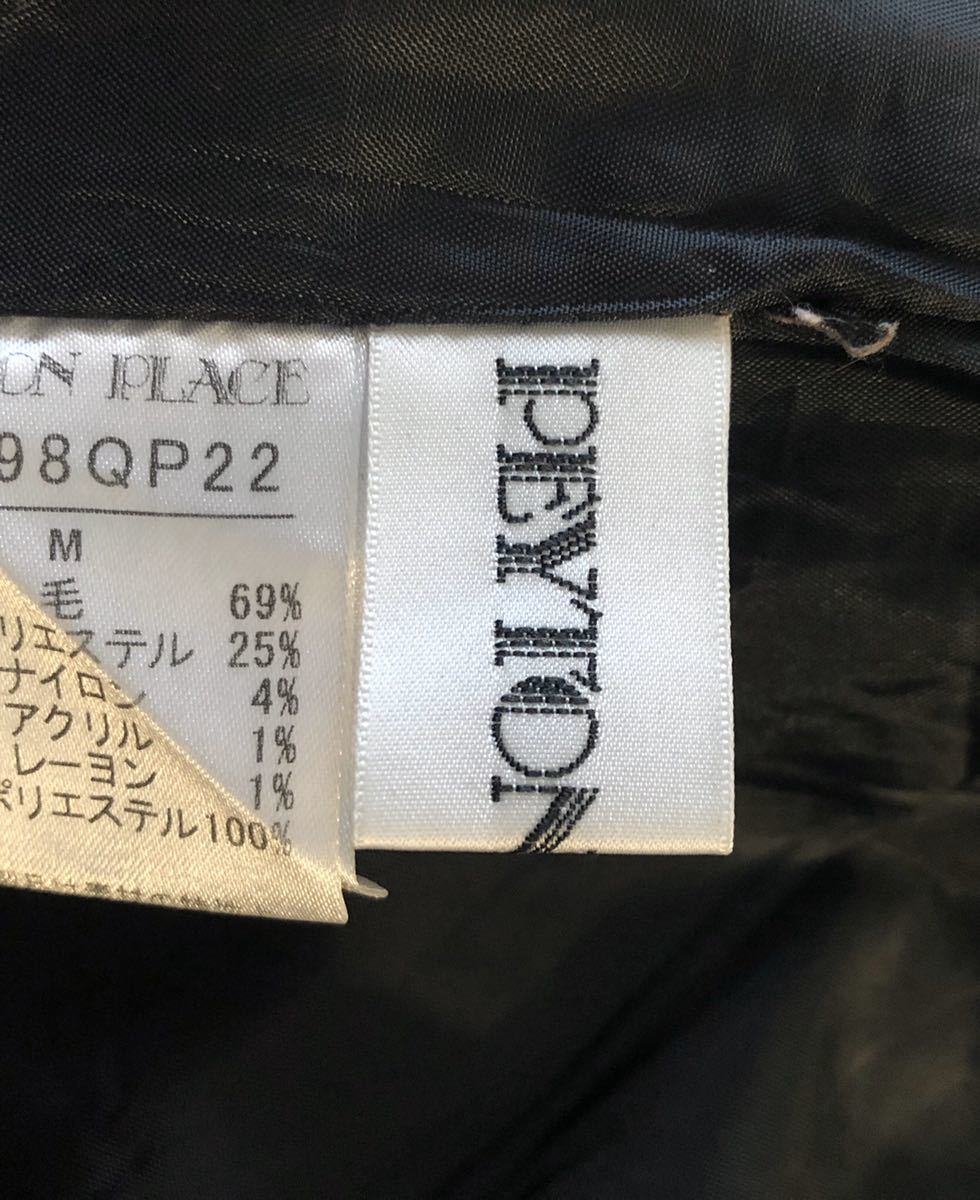 ON PLACE
98QP22
M
毛 69%
リエステル 25%
ナイロン 4%
アクリル 1%
レーヨン 1%
ポリエステル100%
PEYTON